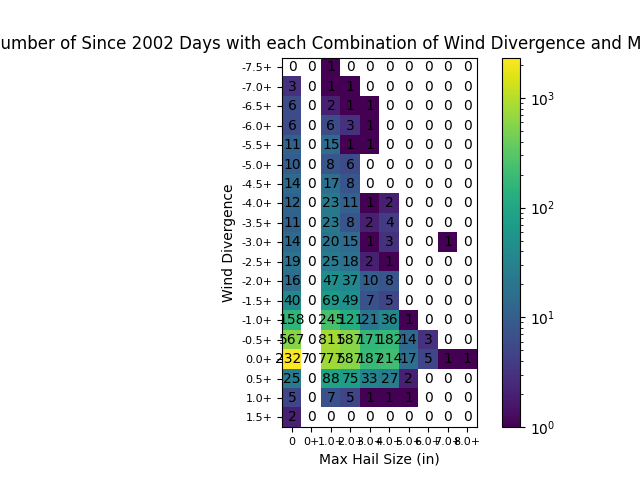 umber of Since 2002 Days with each Combination of Wind Divergence and M
-7.5+ 0 0 1 0 0 0 0 0 0 0
-7.0+ 3 0 1 1 0 0 0 0 0 0
-6.5+ 6 0 2 1 1 0 0 0 0 0
-6.0+ 6 0 6 3 1 0 0 0 0 0
-5.5+ 11 0 15 1 1 0 0 0 0 0
-5.0+ 10 0 8 6 0 0 0 0 0 0
-4.5+ 14 0 17 8 0 0 0 0 0 0
-4.0+ 12 0 23 11 1 2 0 0 0 0
-3.5+ 11 0 23 8 2 4 0 0 0 0
-3.0+ 14 0 20 15 1 3 0 0 1 0
-2.5+ 19 0 25 18 2 1 0 0 0 0
-2.0+ 16 0 47 37 10 8 0 0 0 0
-1.5+ 40 0 69 49 7 5 0 0 0 0
-1.0+ 158 0 245 121 21 36 1 0 0 0
-0.5+ 567 0 815 587 171 182 14 3 0 0
0.0+ 2327 0 777 587 187 214 17 5 1 1
0.5+ 25 0 88 75 33 27 2 0 0 0
1.0+ 5 0 7 5 1 1 1 0 0 0
1.5+ 2 0 0 0 0 0 0 0 0 0
0 0+ 1.0+ 2.0+ 3.0+ 4.0+ 5.0+ 6.0+ 7.0+ 8.0+
Max Hail Size (in)
Wind Divergence
10³
10²
10¹
10⁰